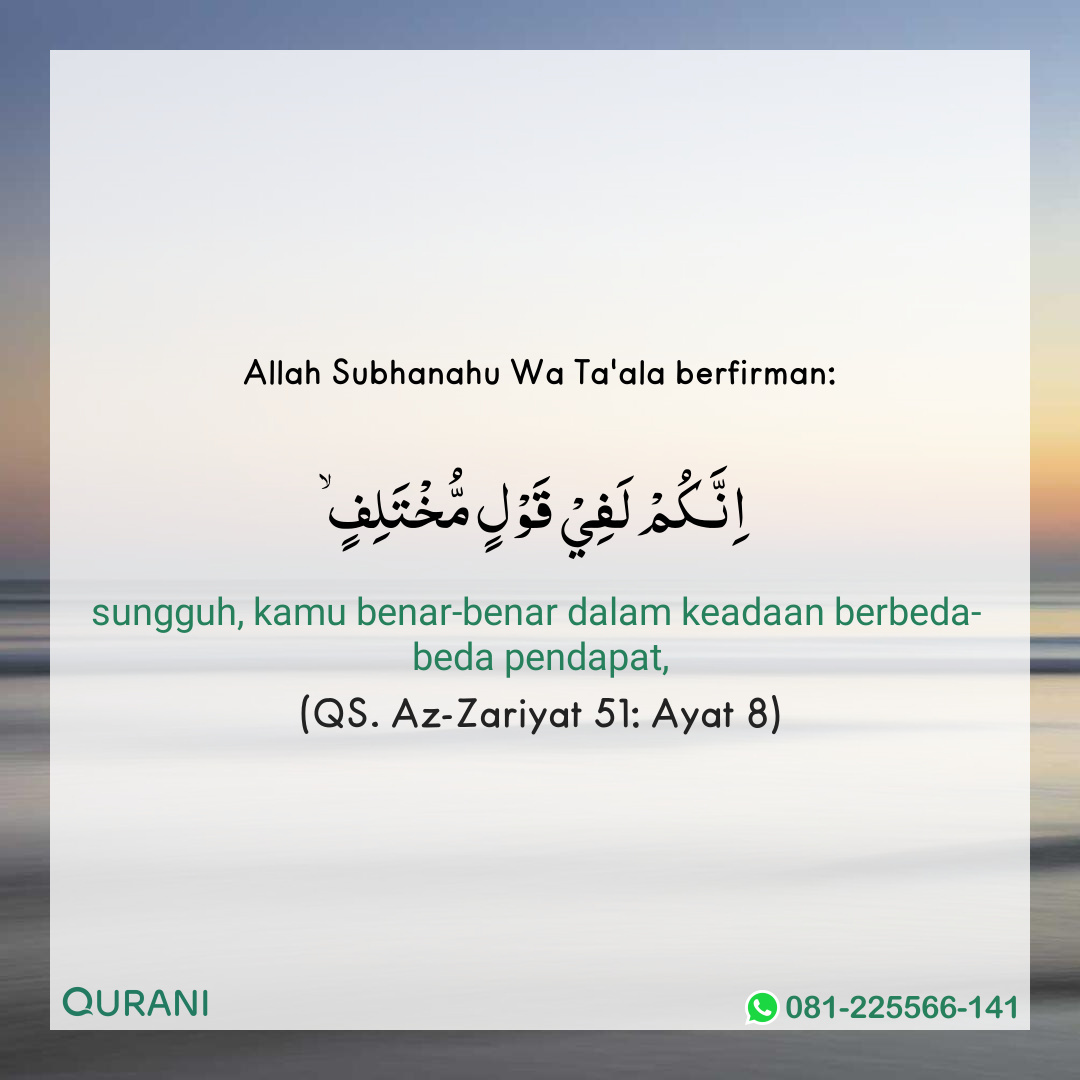 Allah Subhanahu Wa Ta'ala berfirman:
اِنَّكُمْ لَفِيْ قَوْلٍ مُّخْتَلِفٍۙ
sungguh, kamu benar-benar dalam keadaan berbeda-
beda pendapat,
(QS. Az-Zariyat 51: Ayat 8)
QURANI
081-225566-141